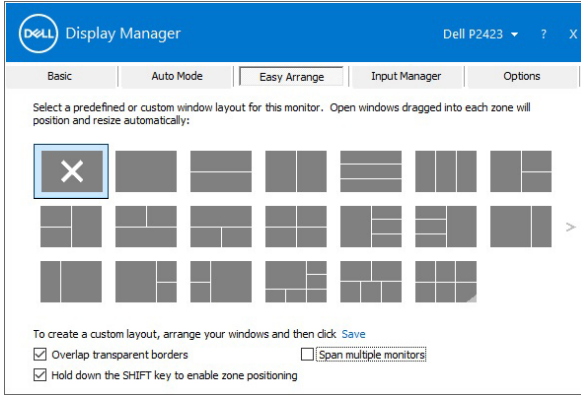 DELL Display Manager Dell P2423 ? X
Basic Auto Mode Easy Arrange Input Manager Options
Select a predefined or custom window layout for this monitor. Open windows dragged into each zone will
position and resize automatically:
To create a custom layout, arrange your windows and then click Save
Overlap transparent borders Span multiple monitors
Hold down the SHIFT key to enable zone positioning